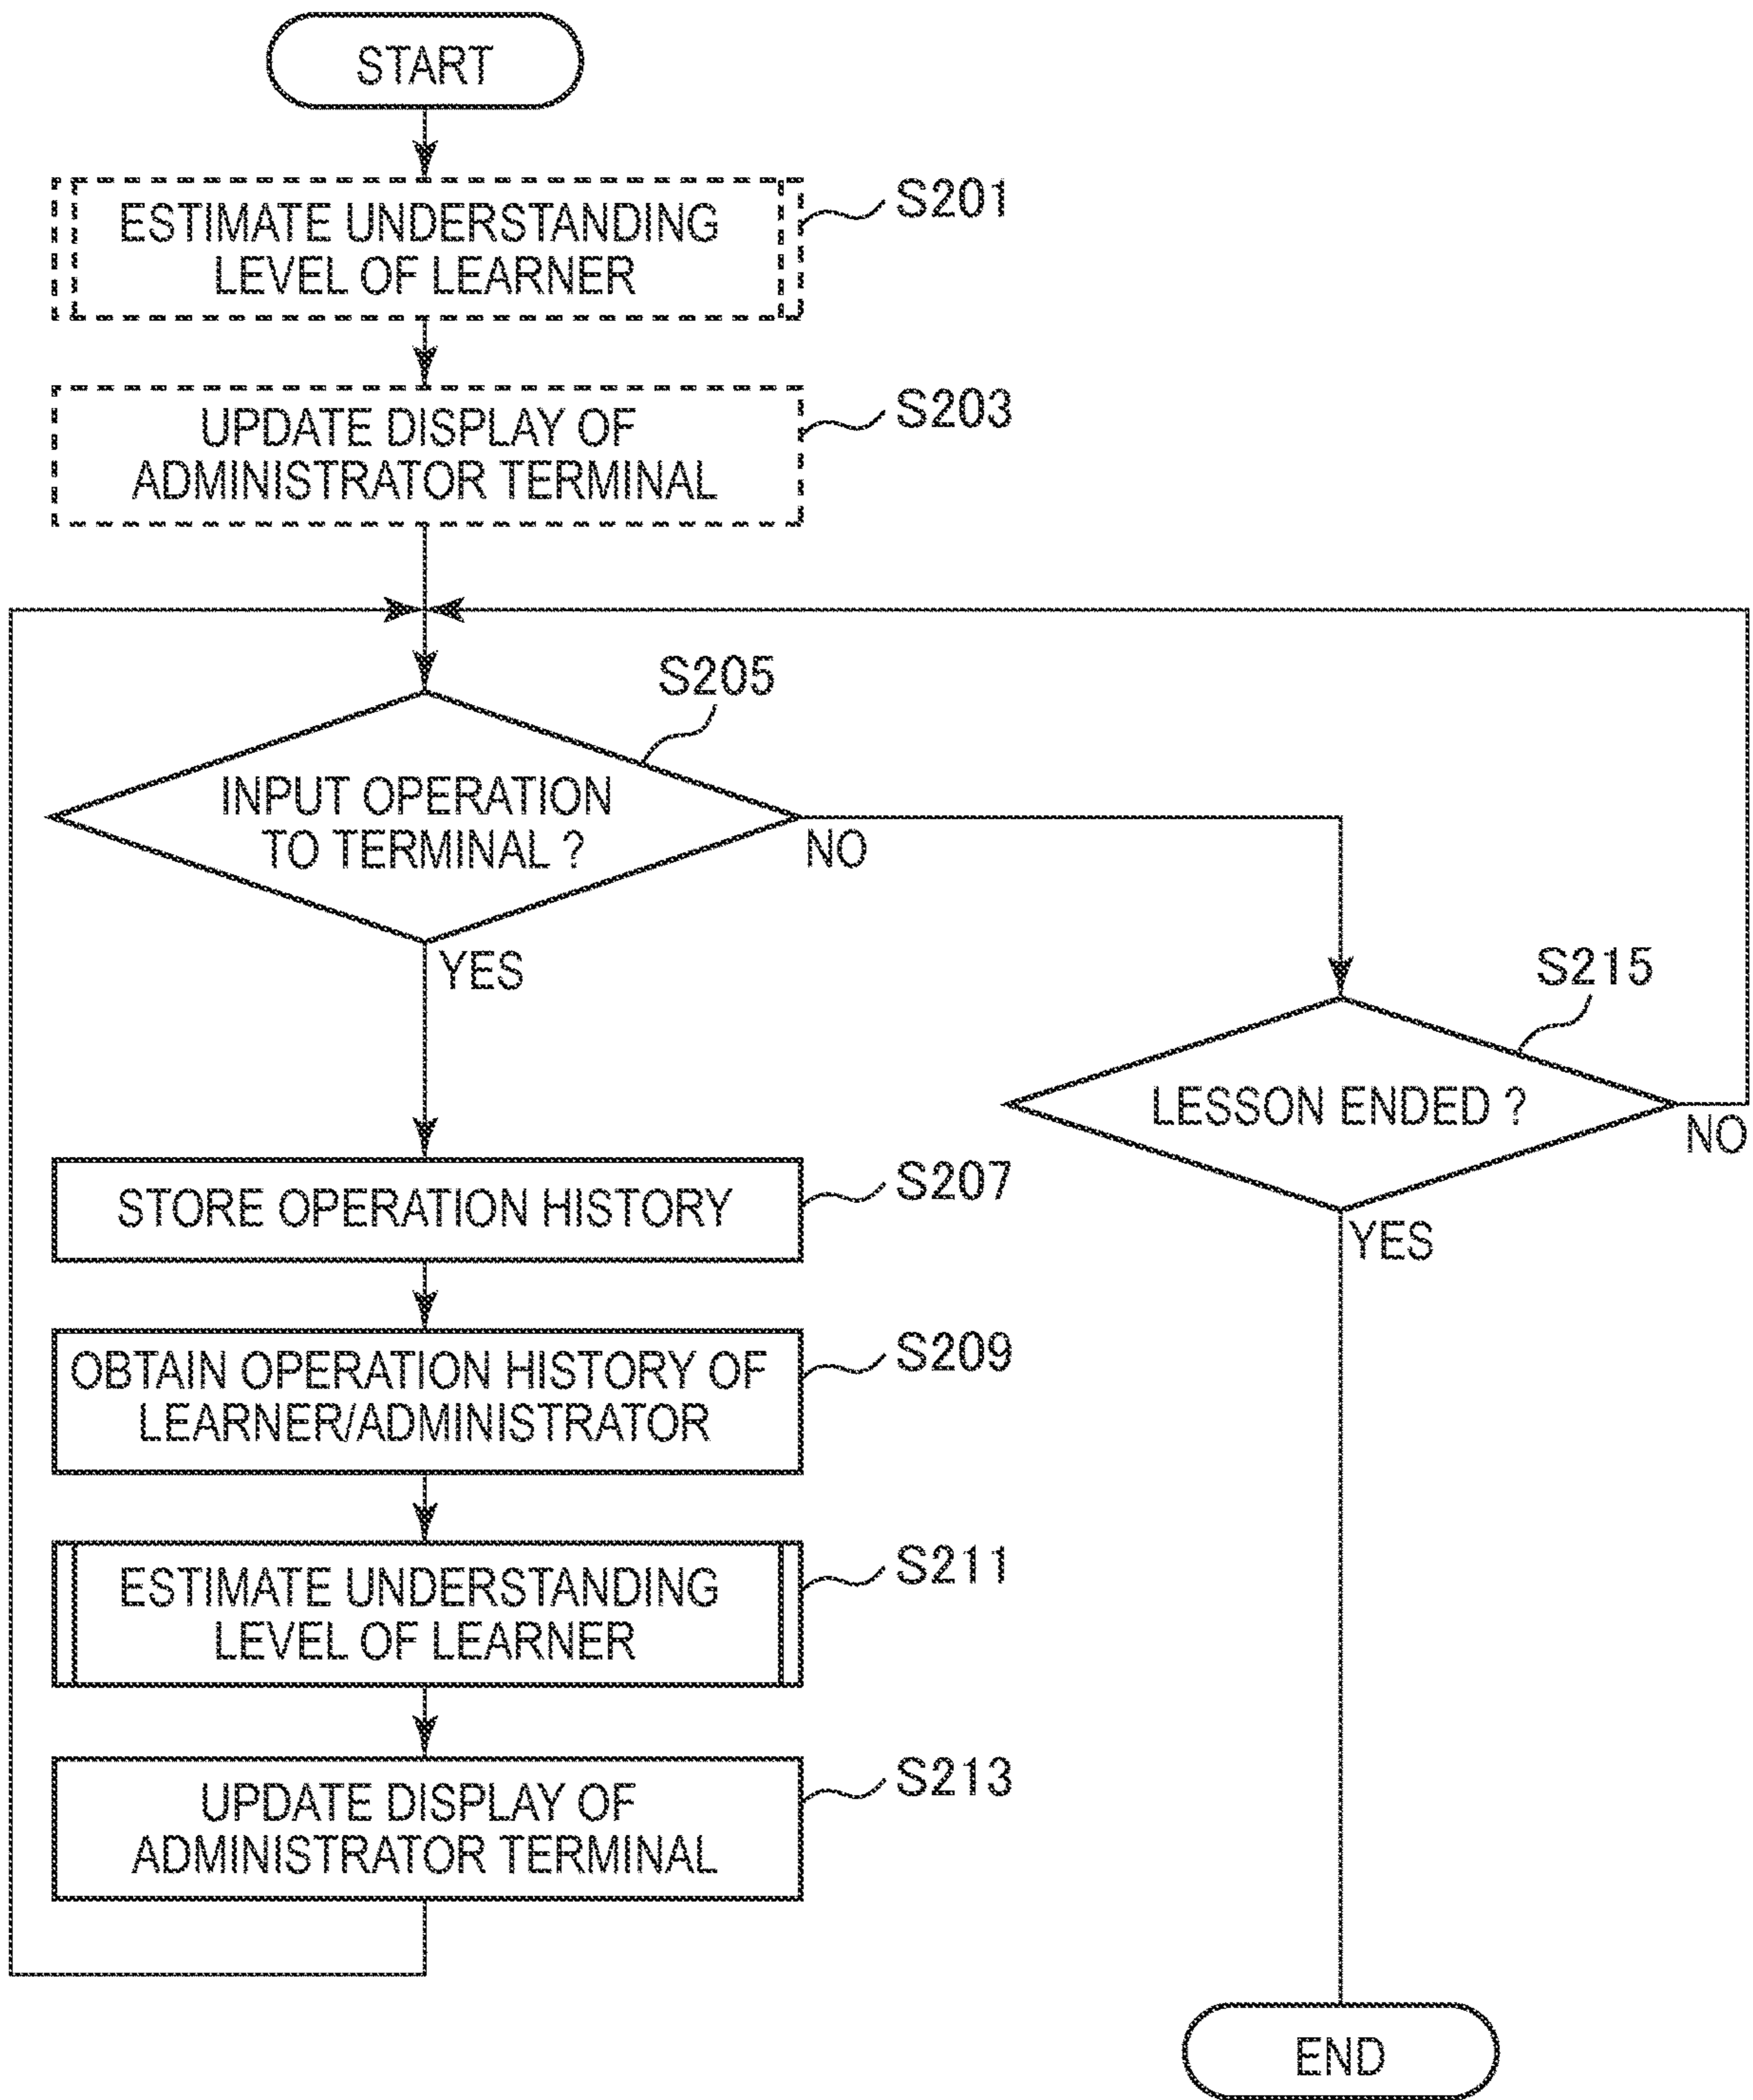 START
ESTIMATE UNDERSTANDING
LEVEL OF LEARNER
S201
UPDATE DISPLAY OF
ADMINISTRATOR TERMINAL
S203
S205
INPUT OPERATION
TO TERMINAL ?
NO
YES
S215
LESSON ENDED ?
NO
YES
STORE OPERATION HISTORY
S207
OBTAIN OPERATION HISTORY OF
LEARNER/ADMINISTRATOR
S209
ESTIMATE UNDERSTANDING
LEVEL OF LEARNER
S211
UPDATE DISPLAY OF
ADMINISTRATOR TERMINAL
S213
END